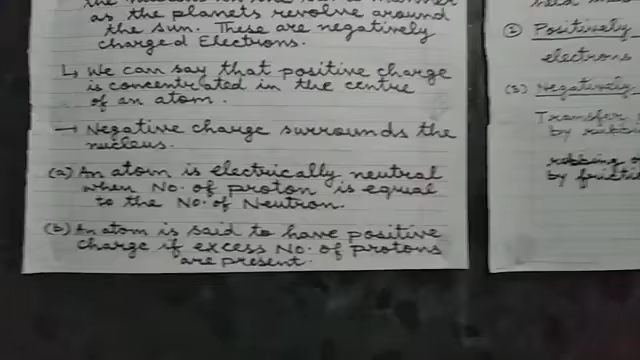 as the planets revolve around
the sun. These are negatively
charged Electrons.
↳ We can say that positive charge
is concentrated in the centre
of an atom.
→ Negative charge surrounds the
nucleus.
(a) An atom is electrically neutral
when No. of proton is equal
to the No. of Neutron.
(b) An atom is said to have positive
charge if excess No. of protons
are present.
① Positively
electrons
(3) Negatively
Transfer
by
by